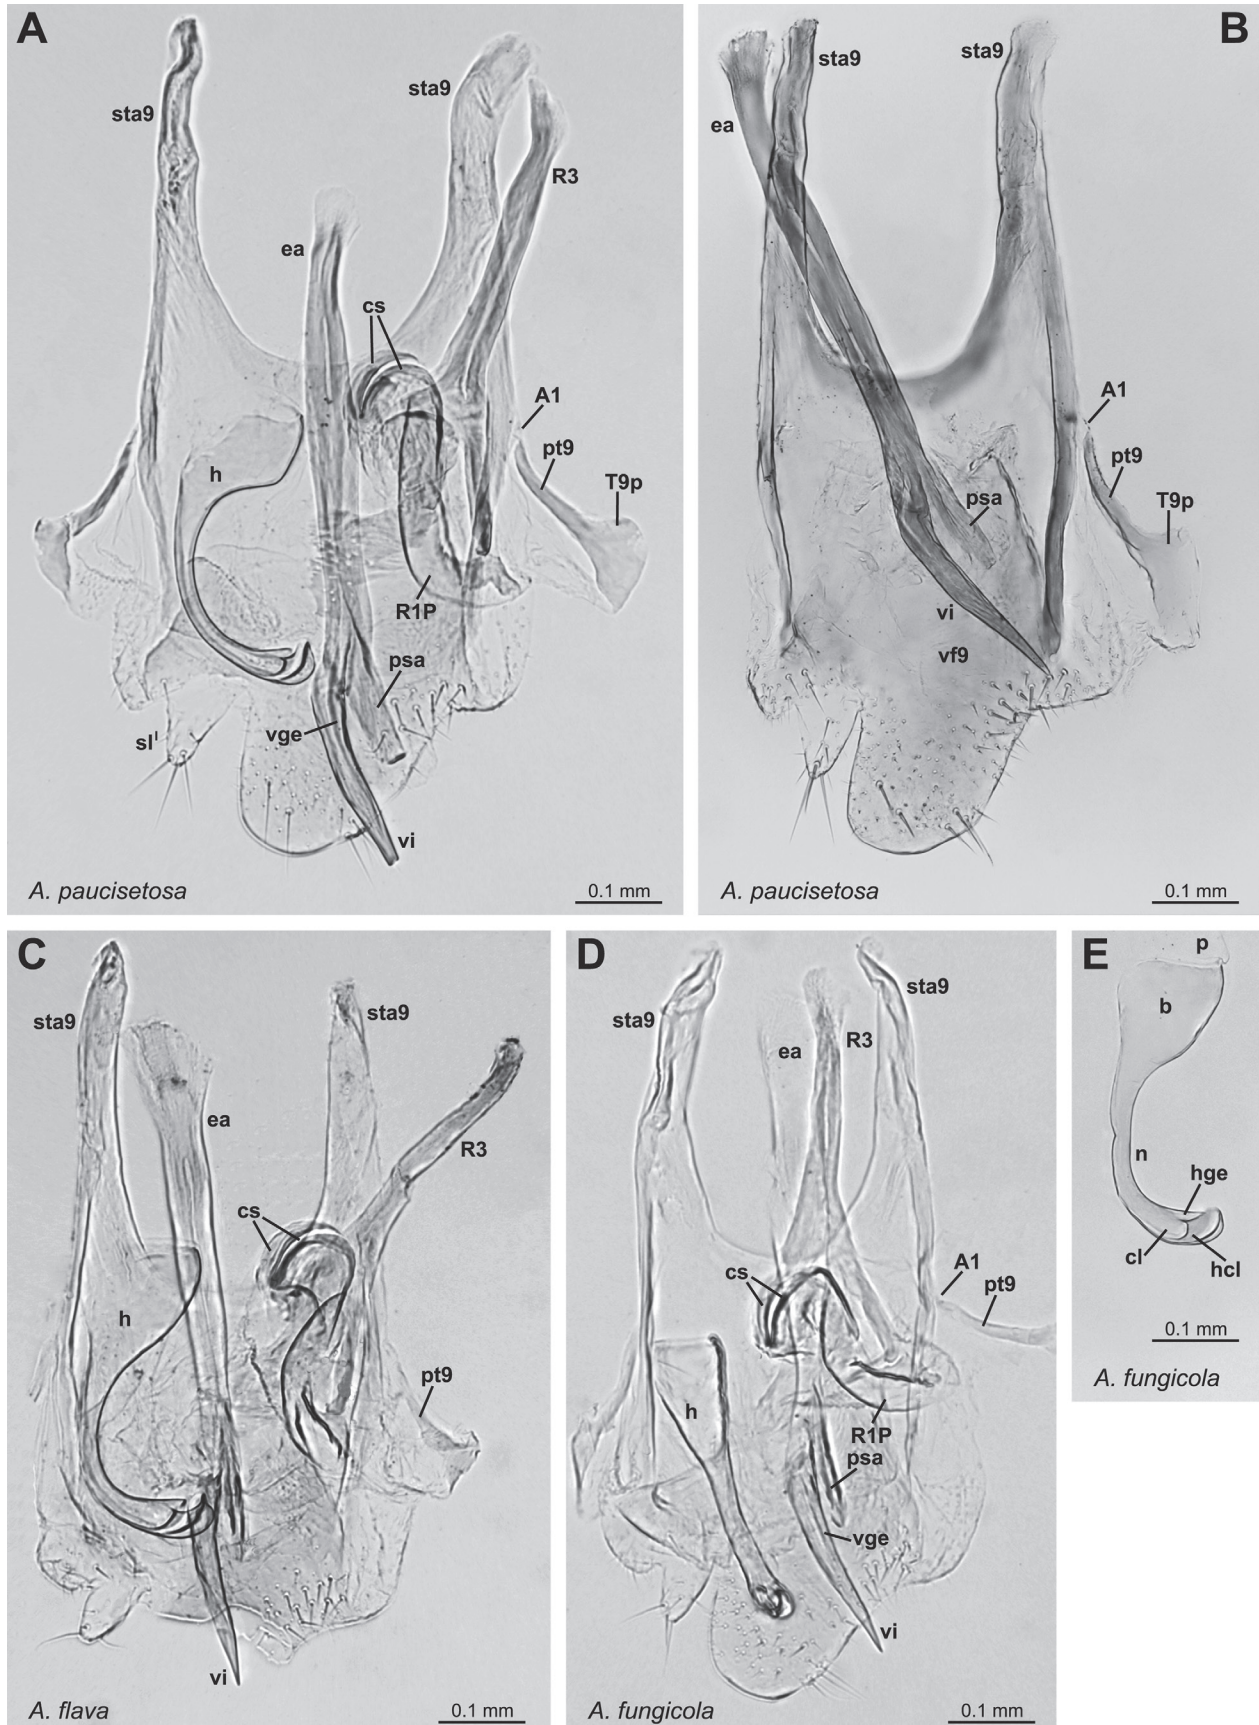 A
sta9
sta9
R3
ea
cs
A1
pt9
T9p
h
R1P
psa
vge
slˡ
vi
A. paucisetosa
0.1 mm
B
sta9
sta9
ea
A1
pt9
T9p
psa
vi
vf9
A. paucisetosa
0.1 mm
C
sta9
sta9
ea
R3
cs
h
pt9
vi
A. flava
0.1 mm
D
sta9
sta9
ea
R3
cs
A1
pt9
h
R1P
psa
vge
vi
A. fungicola
0.1 mm
E
p
b
n
hge
cl
hcl
0.1 mm
A. fungicola